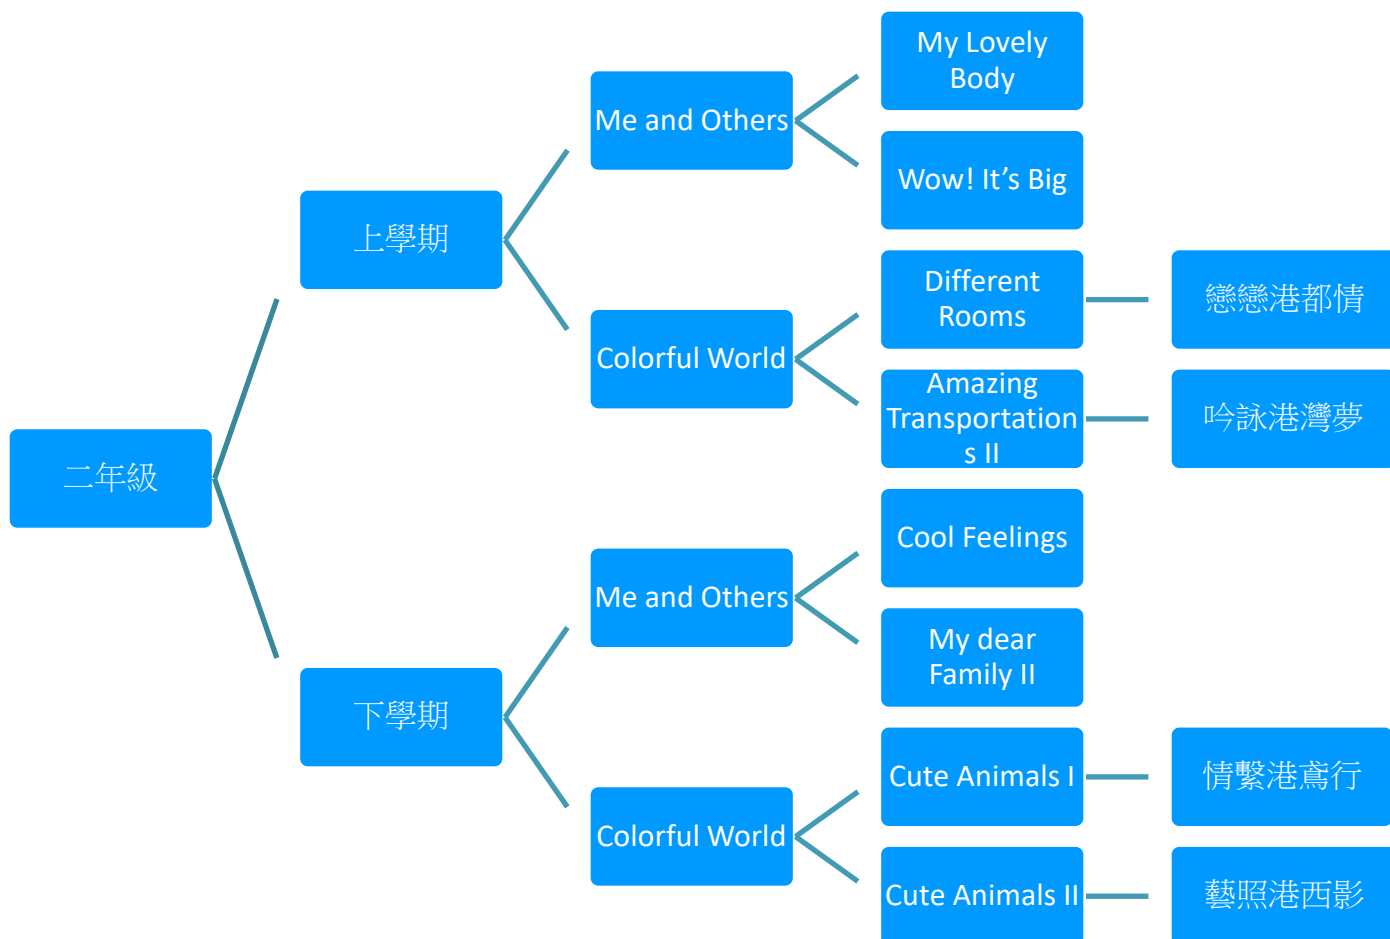 二年級
上學期
Me and Others
My Lovely
Body
Wow! It’s Big
Colorful World
Different
Rooms
戀戀港都情
Amazing
Transportation
s II
吟詠港灣夢
下學期
Me and Others
Cool Feelings
My dear
Family II
Colorful World
Cute Animals I
情繫港鳶行
Cute Animals II
藝照港西影